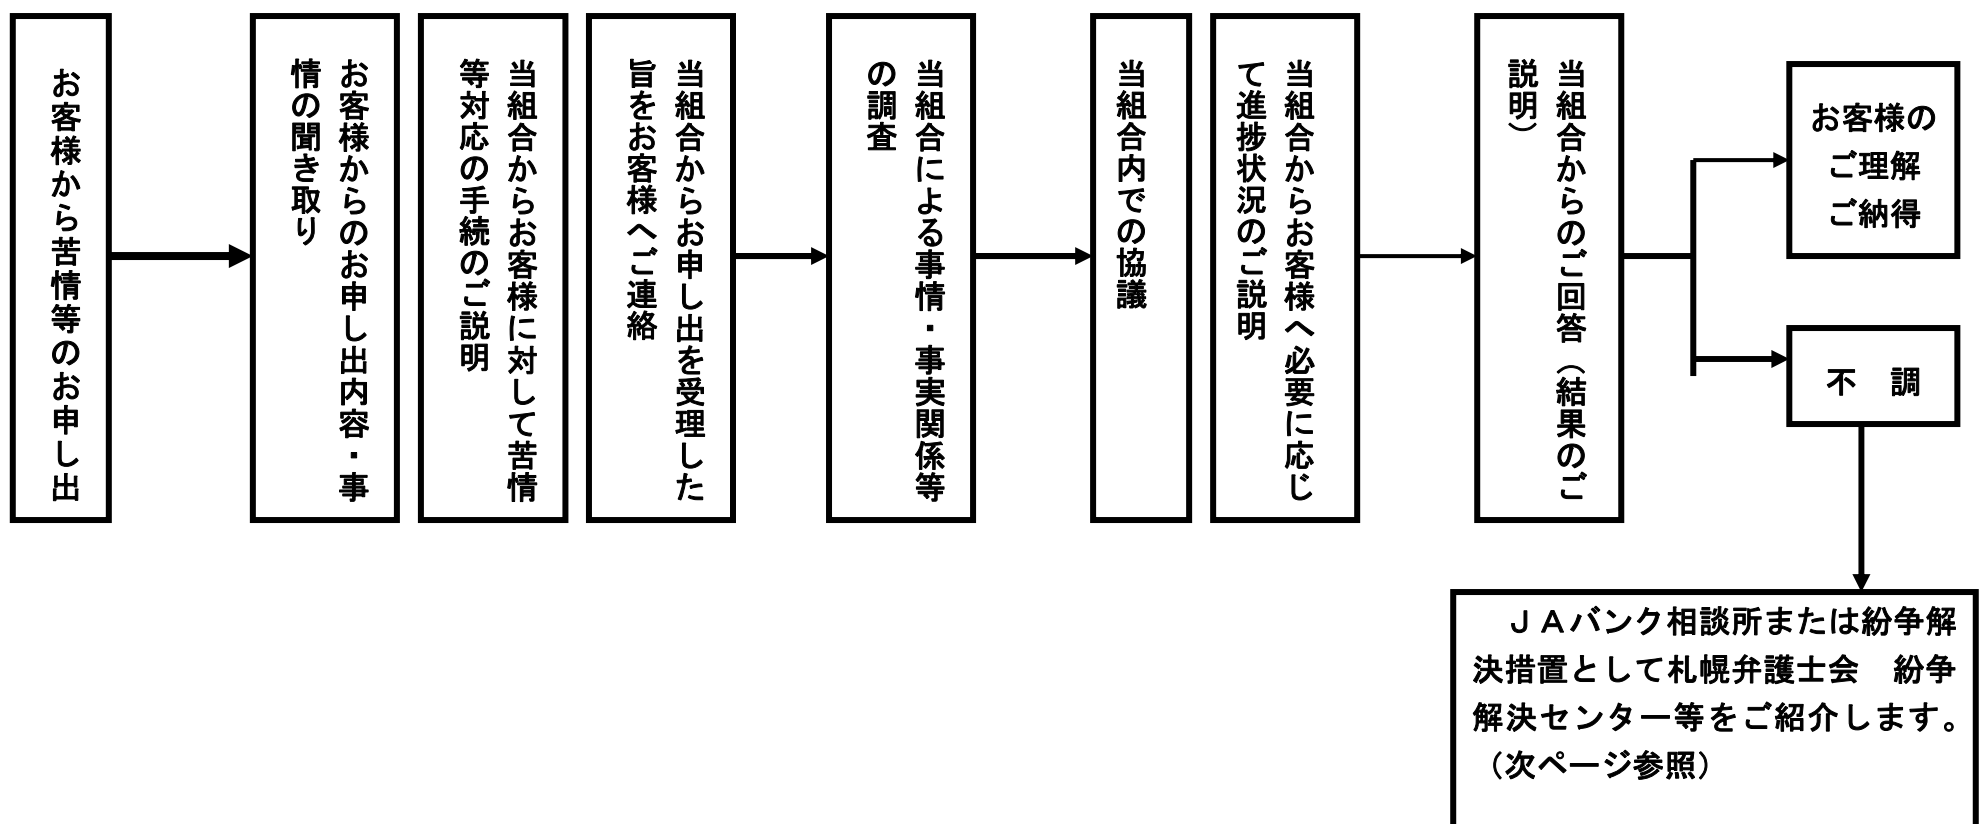 お客様から苦情等のお申し出
お客様からのお申し出内容・事
情の聞き取り
当組合からお客様に対して苦情
等対応の手続のご説明
当組合からお申し出を受理した
旨をお客様へご連絡
当組合による事情・事実関係等
の調査
当組合内での協議
当組合からお客様へ必要に応じ
て進捗状況のご説明
当組合からのご回答（結果のご
説明）
お客様の
ご理解
ご納得
不　調
ＪＡバンク相談所または紛争解
決措置として札幌弁護士会　紛争
解決センター等をご紹介します。
（次ページ参照）